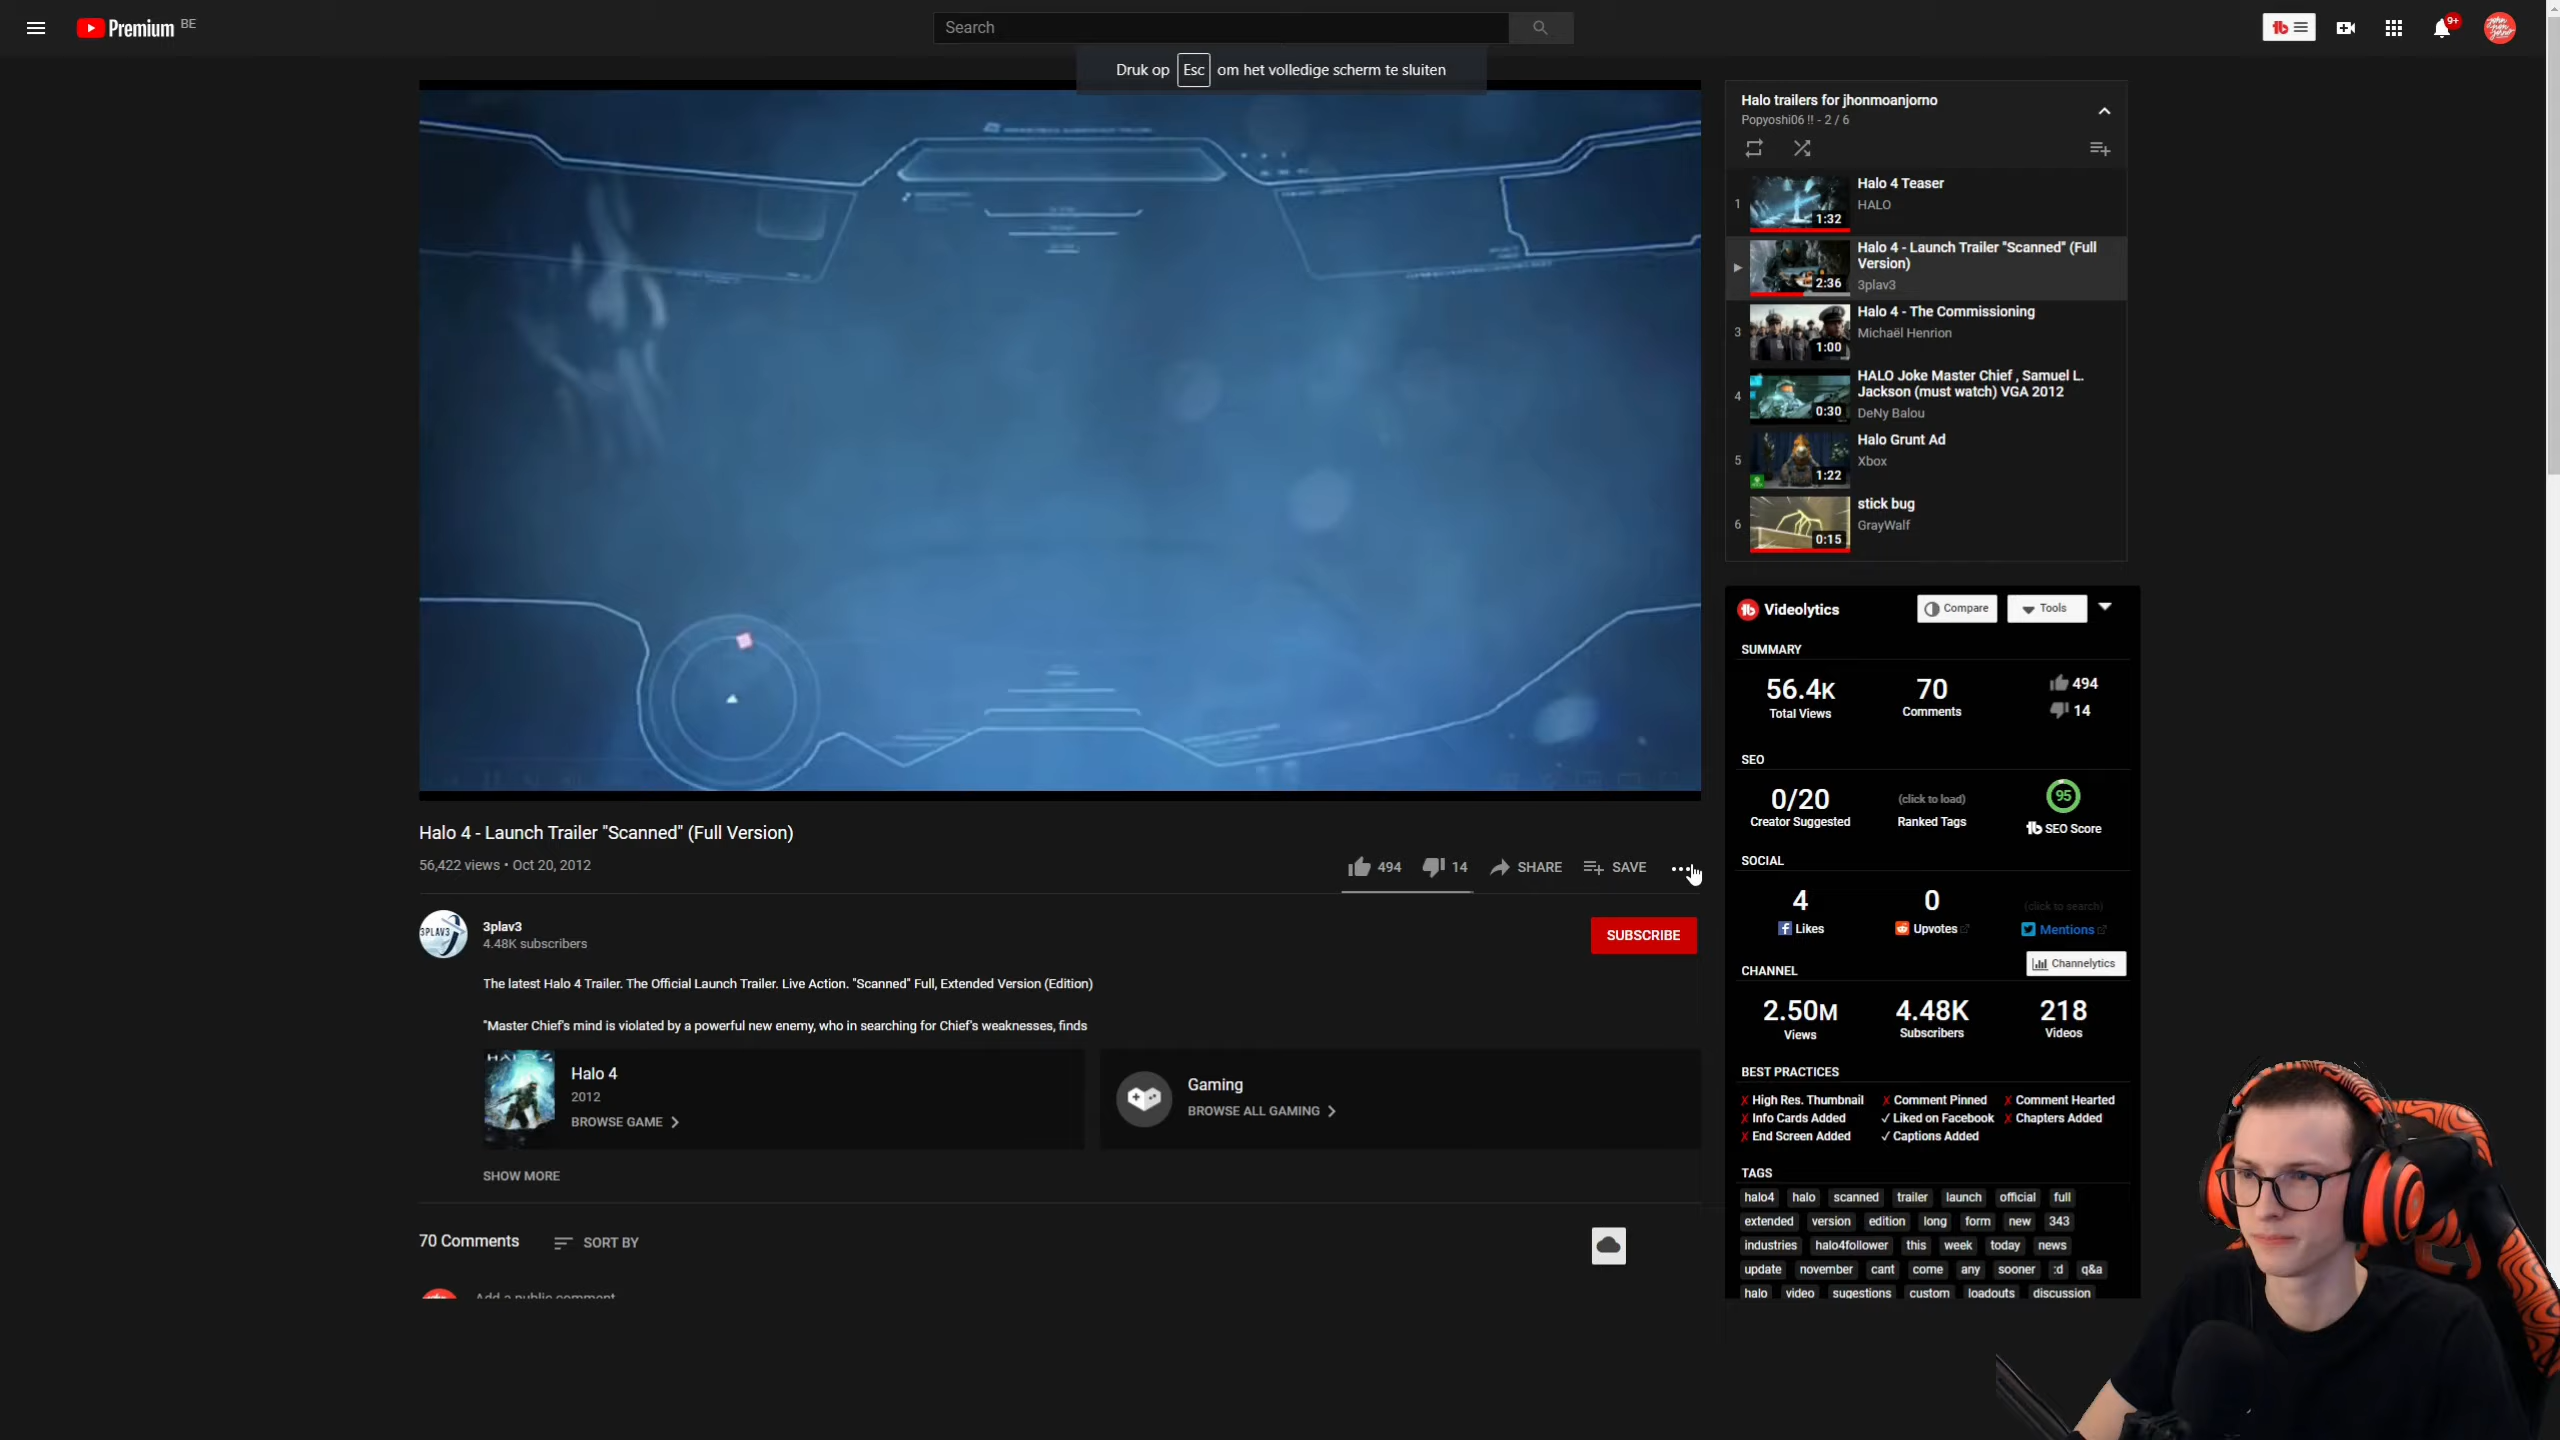 Premium BE
Search
9+
Druk op Esc om het volledige scherm te sluiten
Halo 4 - Launch Trailer "Scanned" (Full Version)
56,422 views • Oct 20, 2012
494
14
SHARE
SAVE
3plav3
4.48K subscribers
SUBSCRIBE
The latest Halo 4 Trailer. The Official Launch Trailer. Live Action. "Scanned" Full, Extended Version (Edition)
"Master Chief's mind is violated by a powerful new enemy, who in searching for Chief's weaknesses, finds
Halo 4
2012
BROWSE GAME
Gaming
BROWSE ALL GAMING
SHOW MORE
70 Comments
SORT BY
Add a public comment
Halo trailers for jhonmoanjorno
Popyoshi06 !! - 2 / 6
1
1:32
Halo 4 Teaser
HALO
2:36
Halo 4 - Launch Trailer "Scanned" (Full
Version)
3plav3
3
1:00
Halo 4 - The Commissioning
Michaël Henrion
4
0:30
HALO Joke Master Chief , Samuel L.
Jackson (must watch) VGA 2012
DeNy Balou
5
1:22
Halo Grunt Ad
Xbox
6
0:15
stick bug
GrayWalf
Videolytics
Compare
Tools
SUMMARY
56.4K
Total Views
70
Comments
494
14
SEO
0/20
Creator Suggested
(click to load)
Ranked Tags
95
SEO Score
SOCIAL
4
Likes
0
Upvotes
(click to search)
Mentions
CHANNEL
Channelytics
2.50M
Views
4.48K
Subscribers
218
Videos
BEST PRACTICES
✗ High Res. Thumbnail ✗ Comment Pinned ✗ Comment Hearted
✗ Info Cards Added ✓ Liked on Facebook ✗ Chapters Added
✗ End Screen Added ✓ Captions Added
TAGS
halo4 halo scanned trailer launch official full
extended version edition long form new 343
industries halo4follower this week today news
update november cant come any sooner :d q&a
halo video sugestions custom loadouts discussion